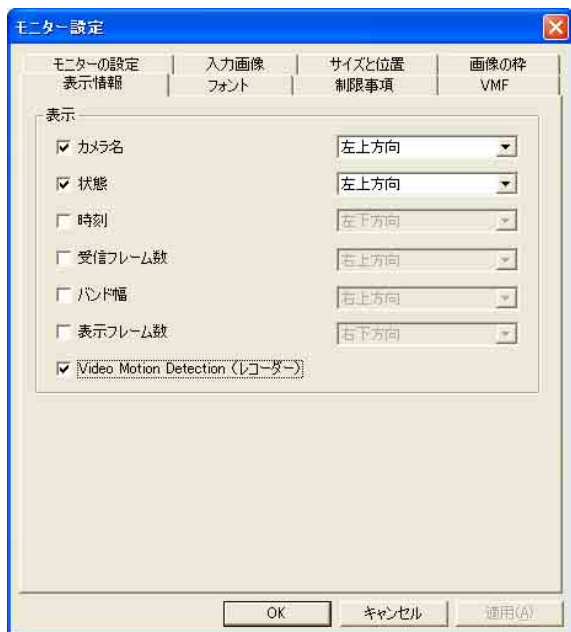 モニター設定
モニターの設定 入力画像 サイズと位置 画像の枠
表示情報 フォント 制限事項 VMF
表示
カメラ名 左上方向
状態 左上方向
時刻 左下方向
受信フレーム数 右上方向
バンド幅 右上方向
表示フレーム数 右下方向
Video Motion Detection (レコーダー)
OK キャンセル 適用(A)